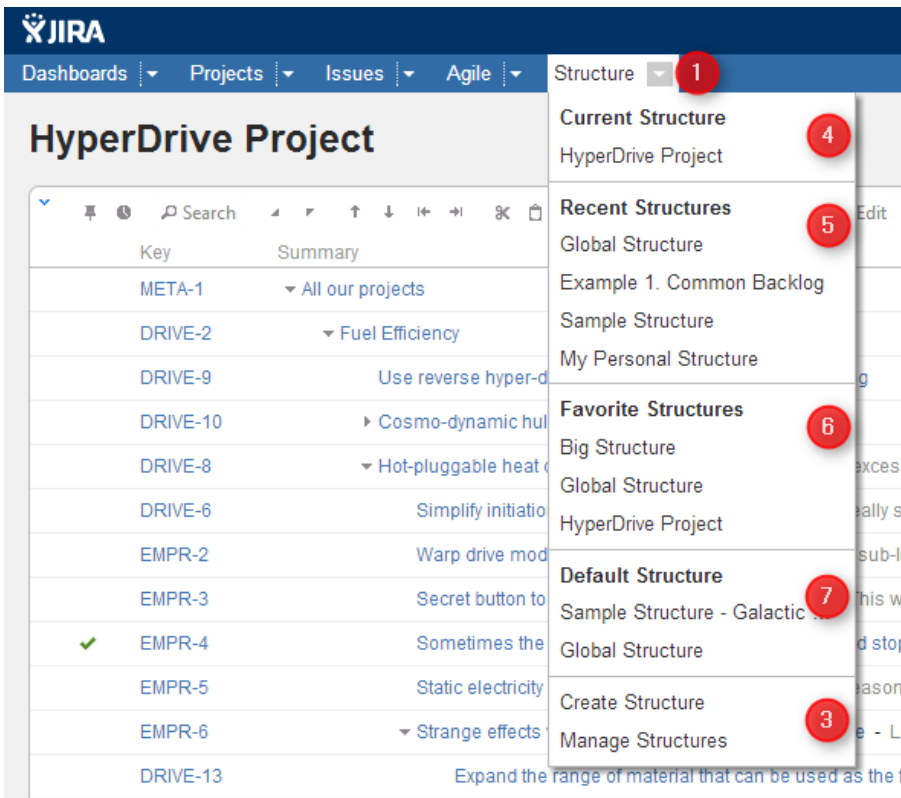 JIRA
Dashboards Projects Issues Agile Structure 1
HyperDrive Project
Current Structure 4
HyperDrive Project
Recent Structures 5
Global Structure
Example 1. Common Backlog
Sample Structure
My Personal Structure
Favorite Structures 6
Big Structure
Global Structure
HyperDrive Project
Default Structure 7
Sample Structure - Galactic ...
Global Structure
Create Structure 3
Manage Structures
Search Edit
Key Summary
META-1 All our projects
DRIVE-2 Fuel Efficiency
DRIVE-9 Use reverse hyper-d g
DRIVE-10 Cosmo-dynamic hul
DRIVE-8 Hot-pluggable heat exces
DRIVE-6 Simplify initiatio eally s
EMPR-2 Warp drive mod sub-l
EMPR-3 Secret button to his w
EMPR-4 Sometimes the d stop
EMPR-5 Static electricity eason
EMPR-6 Strange effects e - L
DRIVE-13 Expand the range of material that can be used as the f